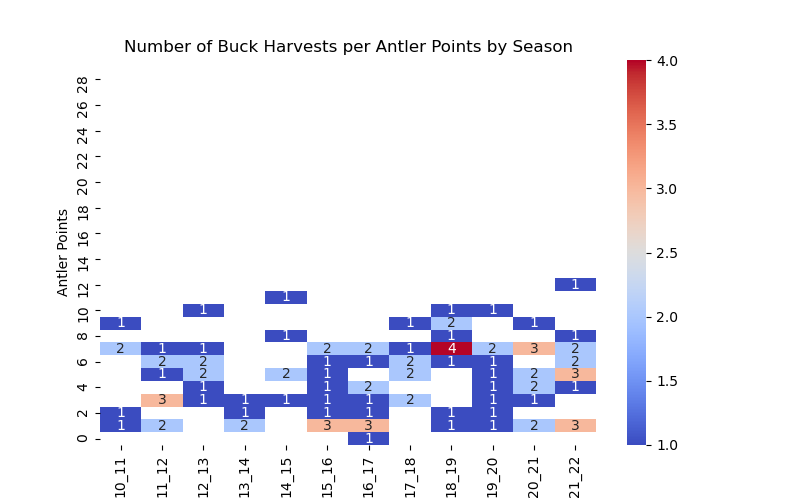 Number of Buck Harvests per Antler Points by Season
Antler Points
28
26
24
22
20
18
16
14
12 1
1
10 1 1 1
1 1 2 1
8 1 1 1
2 1 1 2 2 1 4 2 3 2
6 2 2 1 1 2 1 1 2
1 2 2 1 2 1 2 3
4 1 1 2 1 2 1
3 1 1 1 1 1 2 1 1
2 1 1 1 1 1 1
1 2 2 3 3 1 1 2 3
0 1
10_11 11_12 12_13 13_14 14_15 15_16 16_17 17_18 18_19 19_20 20_21 21_22
4.0
3.5
3.0
2.5
2.0
1.5
1.0